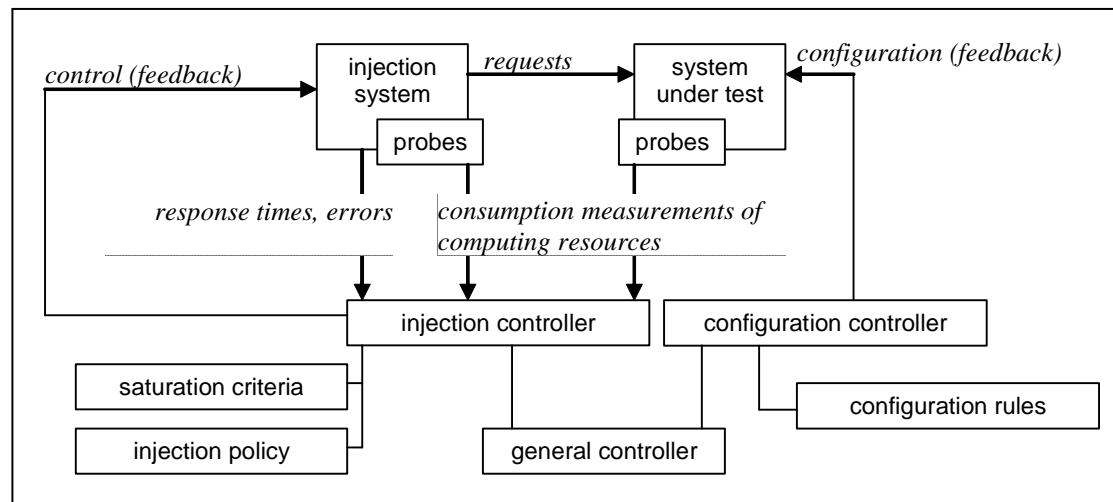 control (feedback)
injection
system
requests
system
under test
configuration (feedback)
probes
probes
response times, errors
consumption measurements of
computing resources
injection controller
configuration controller
saturation criteria
configuration rules
injection policy
general controller